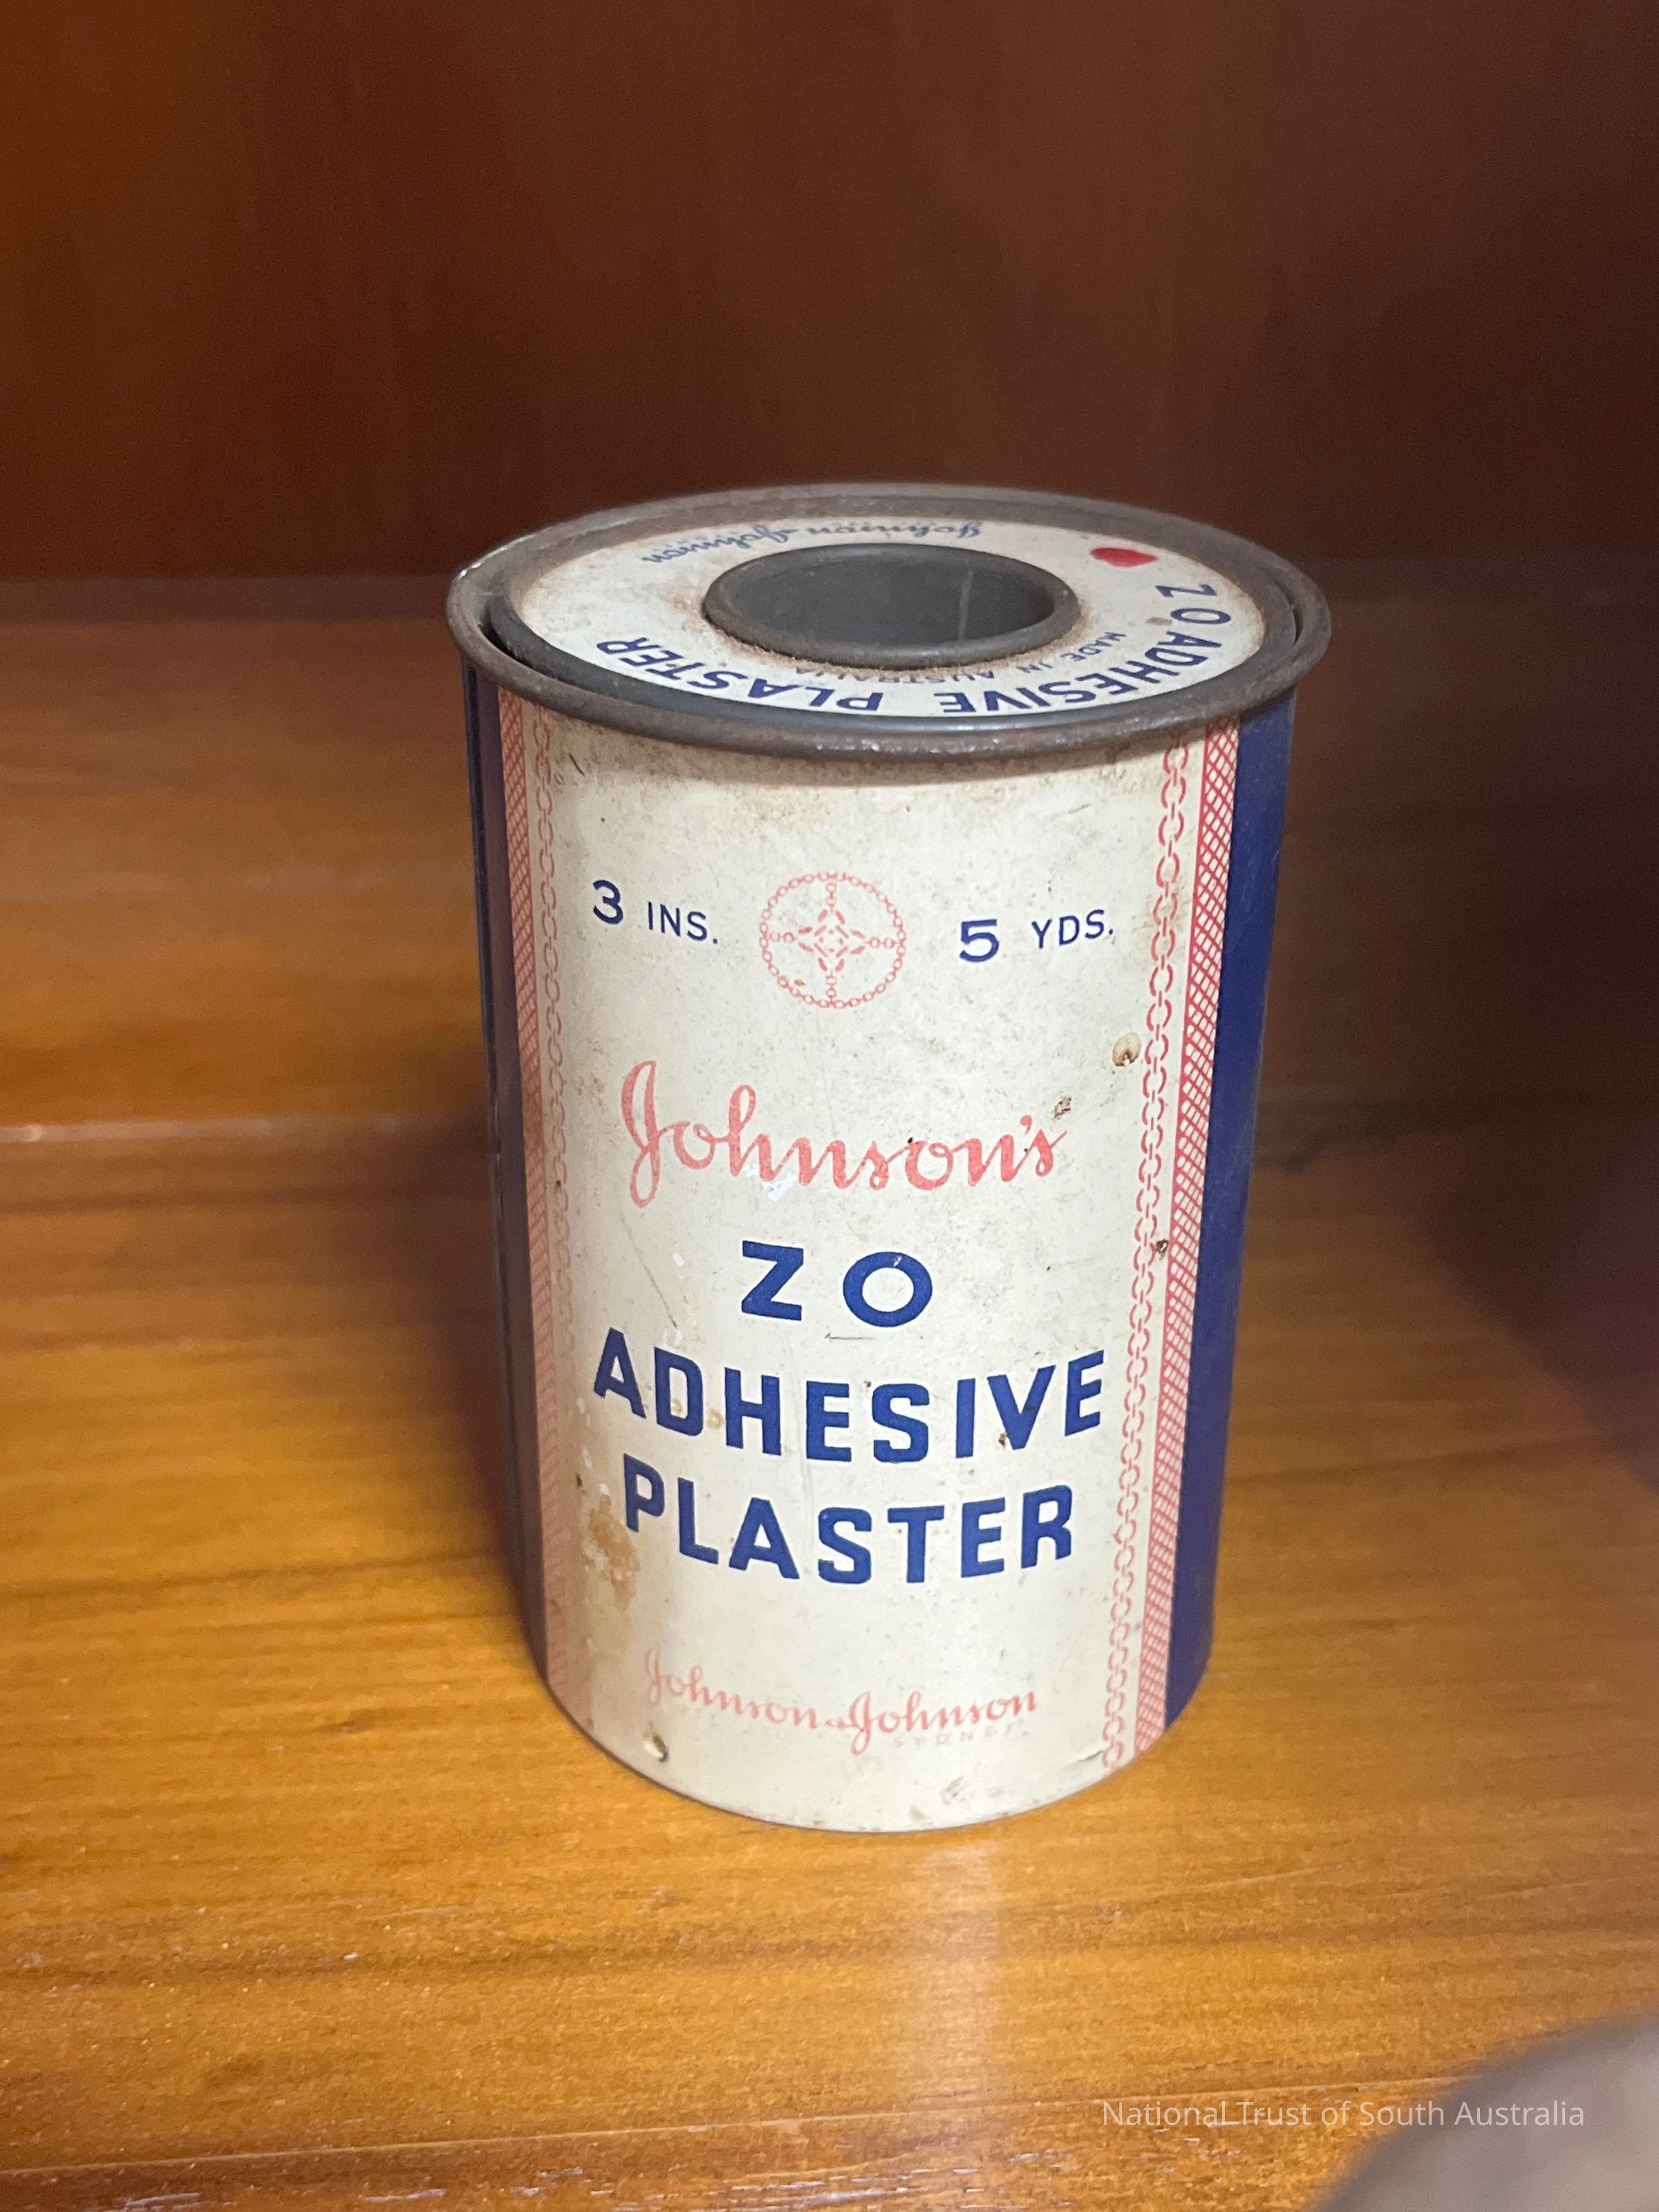 Johnson & Johnson
ZO ADHESIVE PLASTER
MADE IN AUSTRALIA
3 INS. 5 YDS.
Johnson's
ZO
ADHESIVE
PLASTER
Johnson & Johnson
SYDNEY
National Trust of South Australia